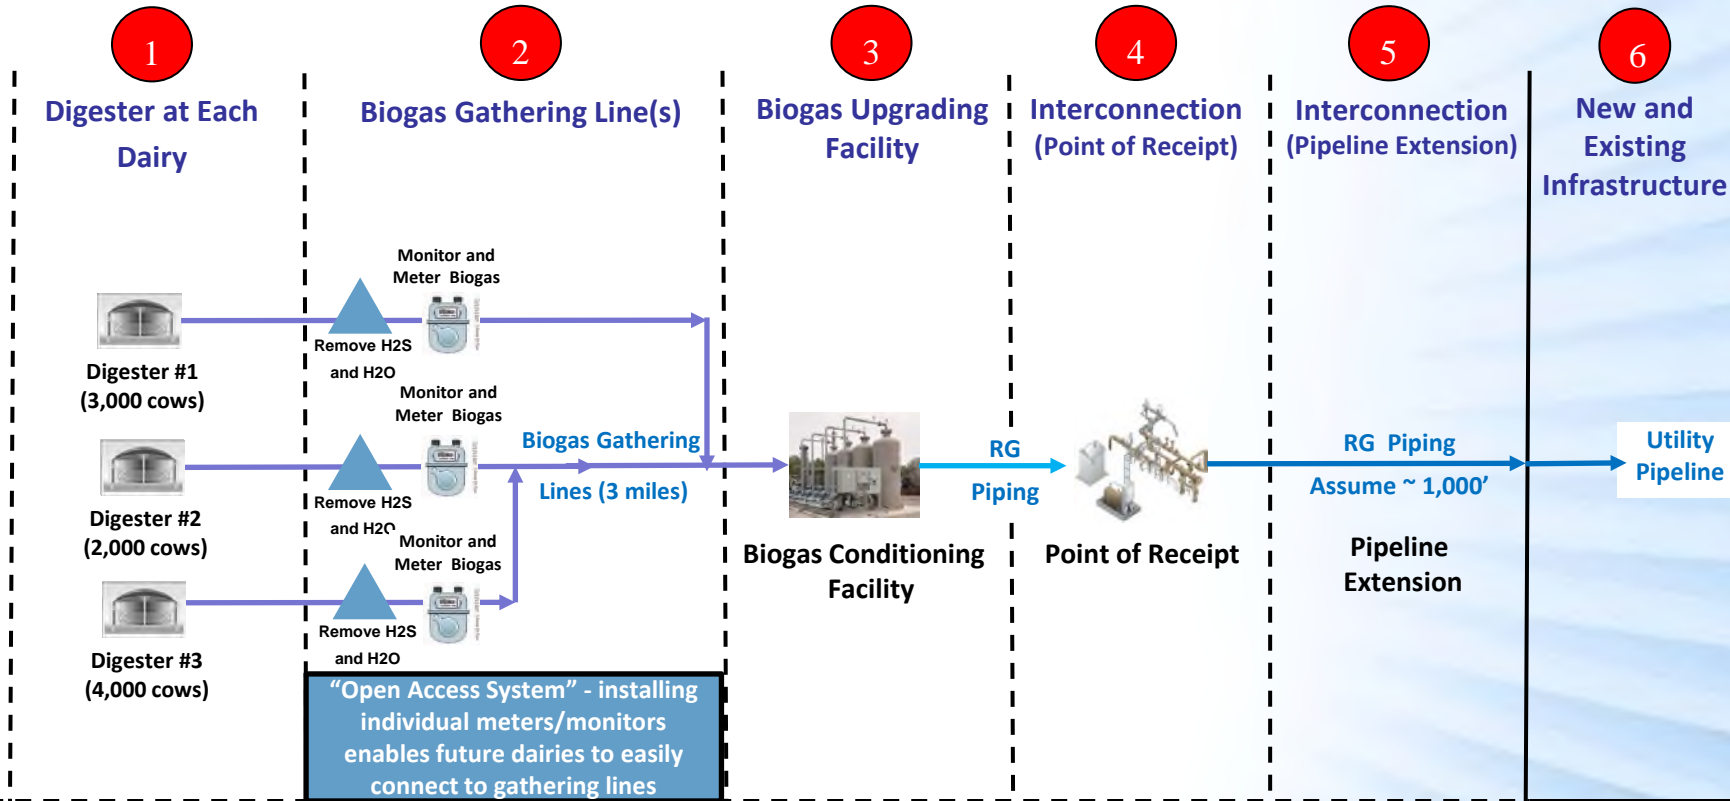 1
2
3
4
5
6
Digester at Each
Dairy
Biogas Gathering Line(s)
Biogas Upgrading
Facility
Interconnection
(Point of Receipt)
Interconnection
(Pipeline Extension)
New and
Existing
Infrastructure
Digester #1
(3,000 cows)
Digester #2
(2,000 cows)
Digester #3
(4,000 cows)
Monitor and
Meter Biogas
Remove H2S
and H2O
Monitor and
Meter Biogas
Remove H2S
and H2O
Monitor and
Meter Biogas
Remove H2S
and H2O
Biogas Gathering
Lines (3 miles)
"Open Access System" - installing
individual meters/monitors
enables future dairies to easily
connect to gathering lines
Biogas Conditioning
Facility
RG
Piping
Point of Receipt
RG Piping
Assume ~ 1,000’
Pipeline
Extension
Utility
Pipeline